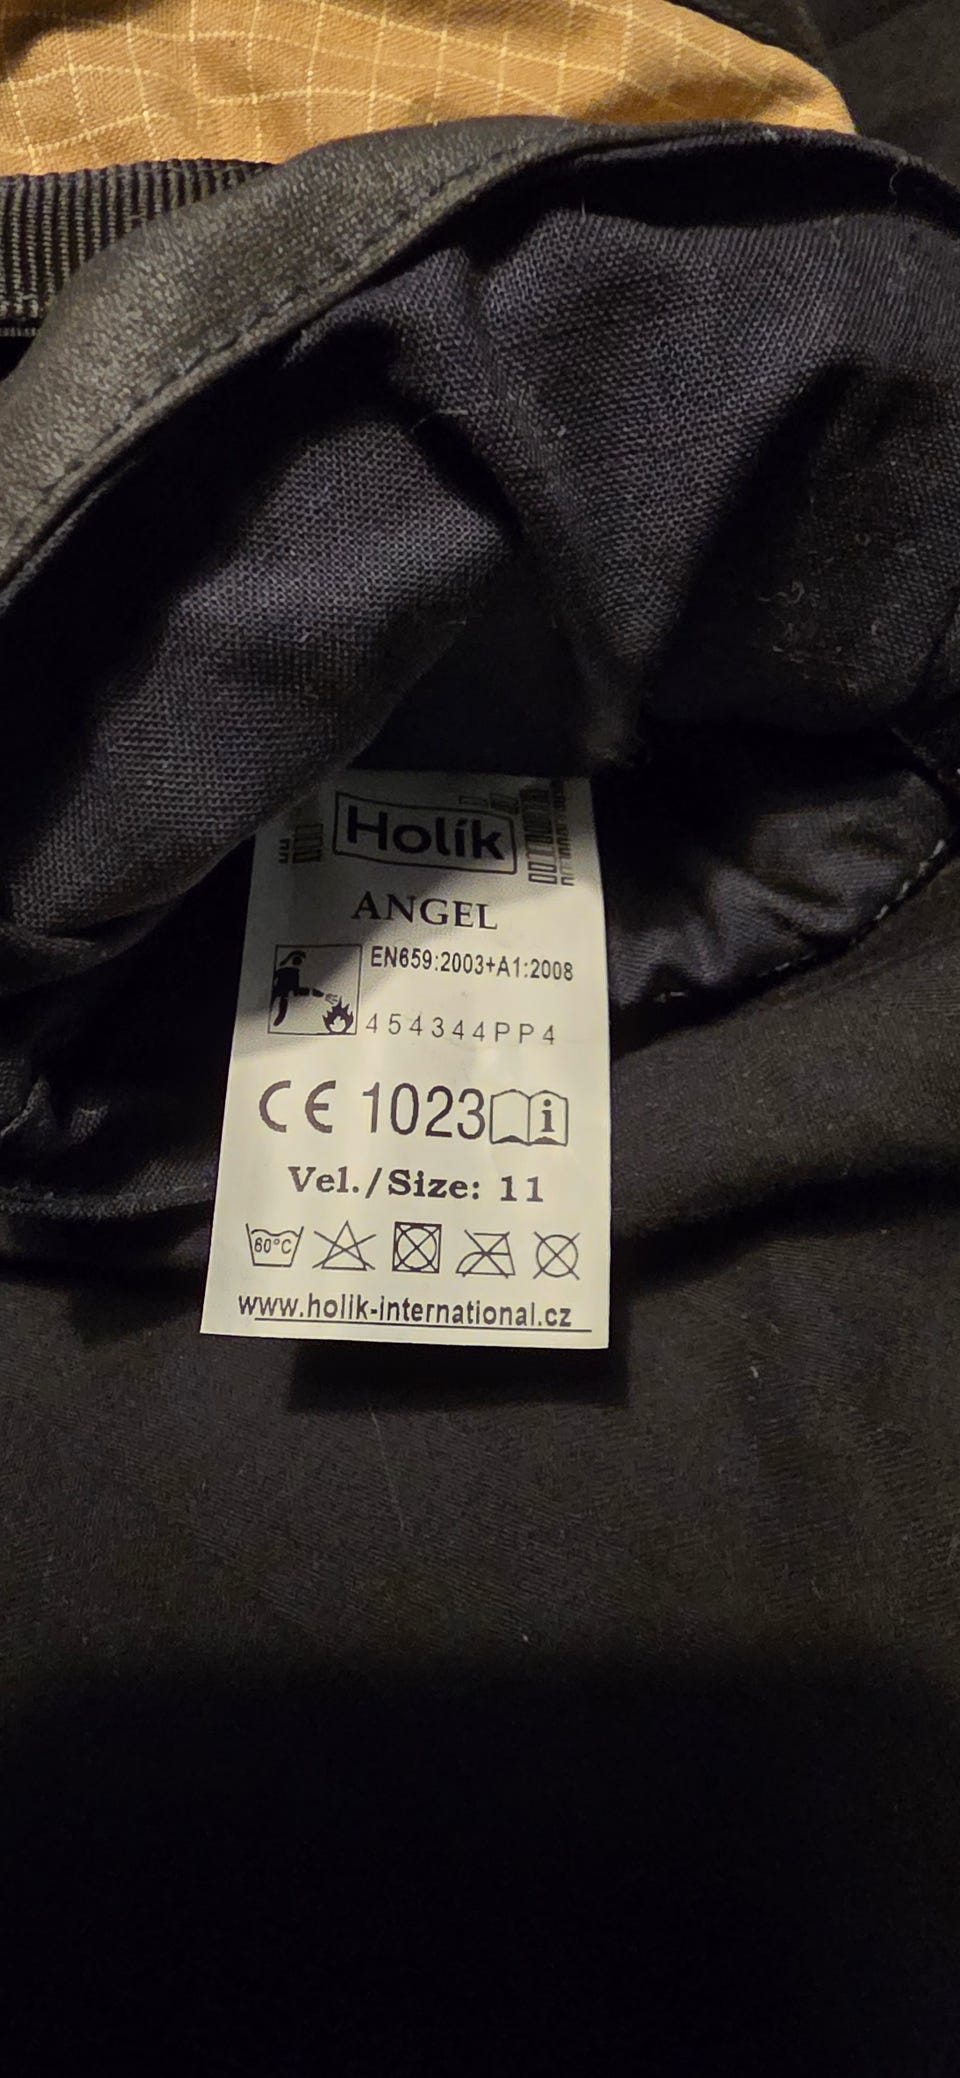 Holík
ANGEL
EN659:2003+A1:2008
454344PP4
CE 1023 i
Vel./Size: 11
60°C
www.holik-international.cz